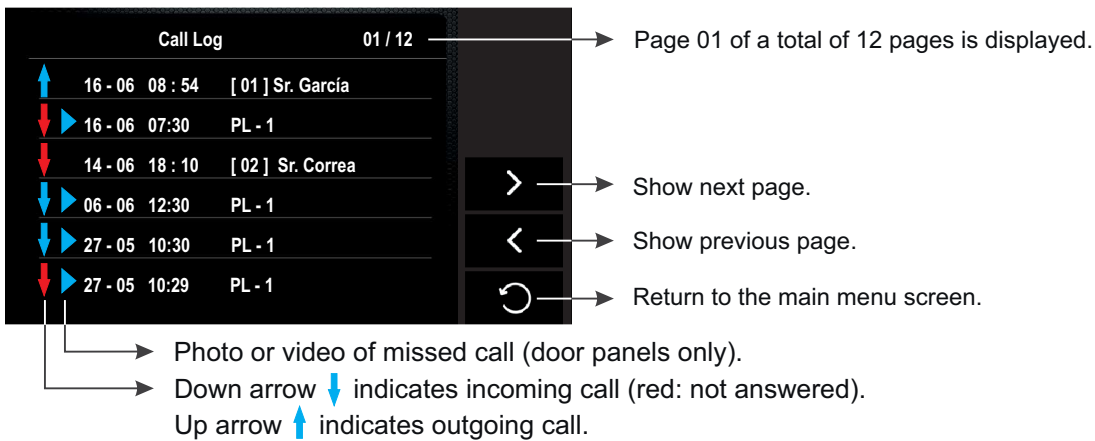 Call Log 01 / 12
Page 01 of a total of 12 pages is displayed.
16 - 06 08 : 54 [ 01 ] Sr. García
16 - 06 07:30 PL - 1
14 - 06 18 : 10 [ 02 ] Sr. Correa
Show next page.
06 - 06 12:30 PL - 1
27 - 05 10:30 PL - 1
Show previous page.
27 - 05 10:29 PL - 1
Return to the main menu screen.
Photo or video of missed call (door panels only).
Down arrow indicates incoming call (red: not answered).
Up arrow indicates outgoing call.